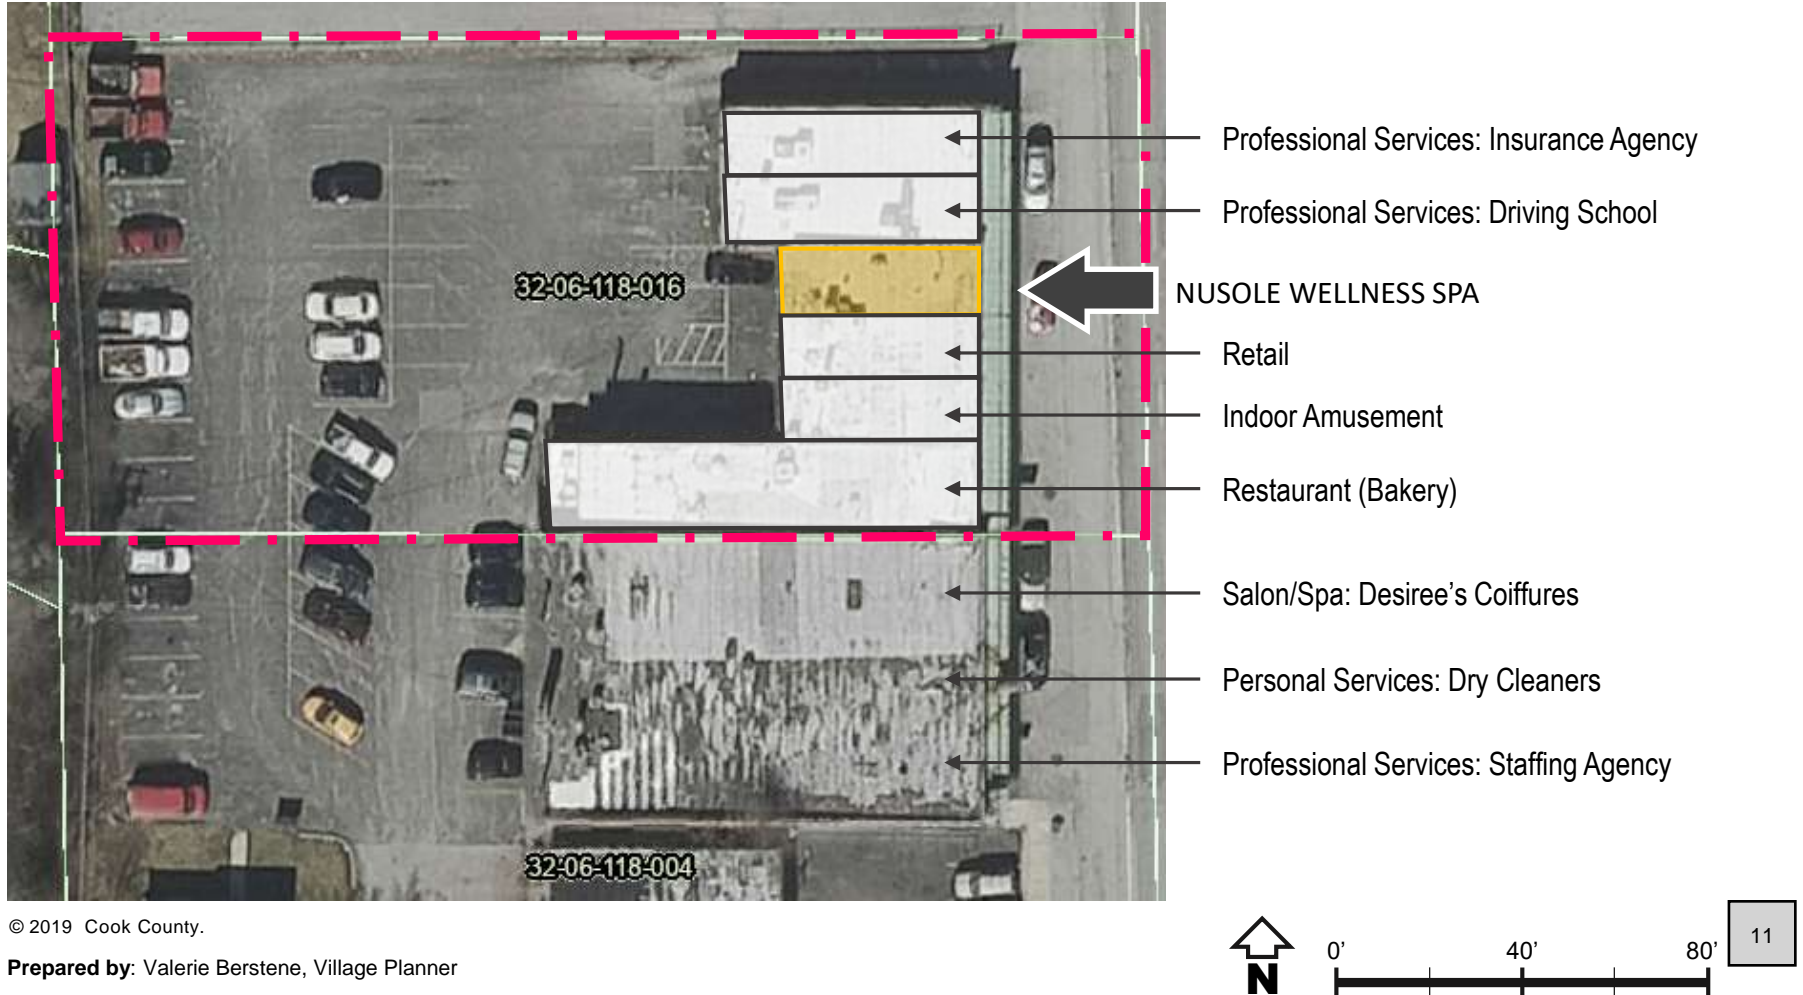 Professional Services: Insurance Agency
Professional Services: Driving School
32-06-118-016
NUSOLE WELLNESS SPA
Retail
Indoor Amusement
Restaurant (Bakery)
Salon/Spa: Desiree’s Coiffures
Personal Services: Dry Cleaners
Professional Services: Staffing Agency
32-06-118-004
© 2019 Cook County.
Prepared by: Valerie Berstene, Village Planner
N
0’ 40’ 80’
11